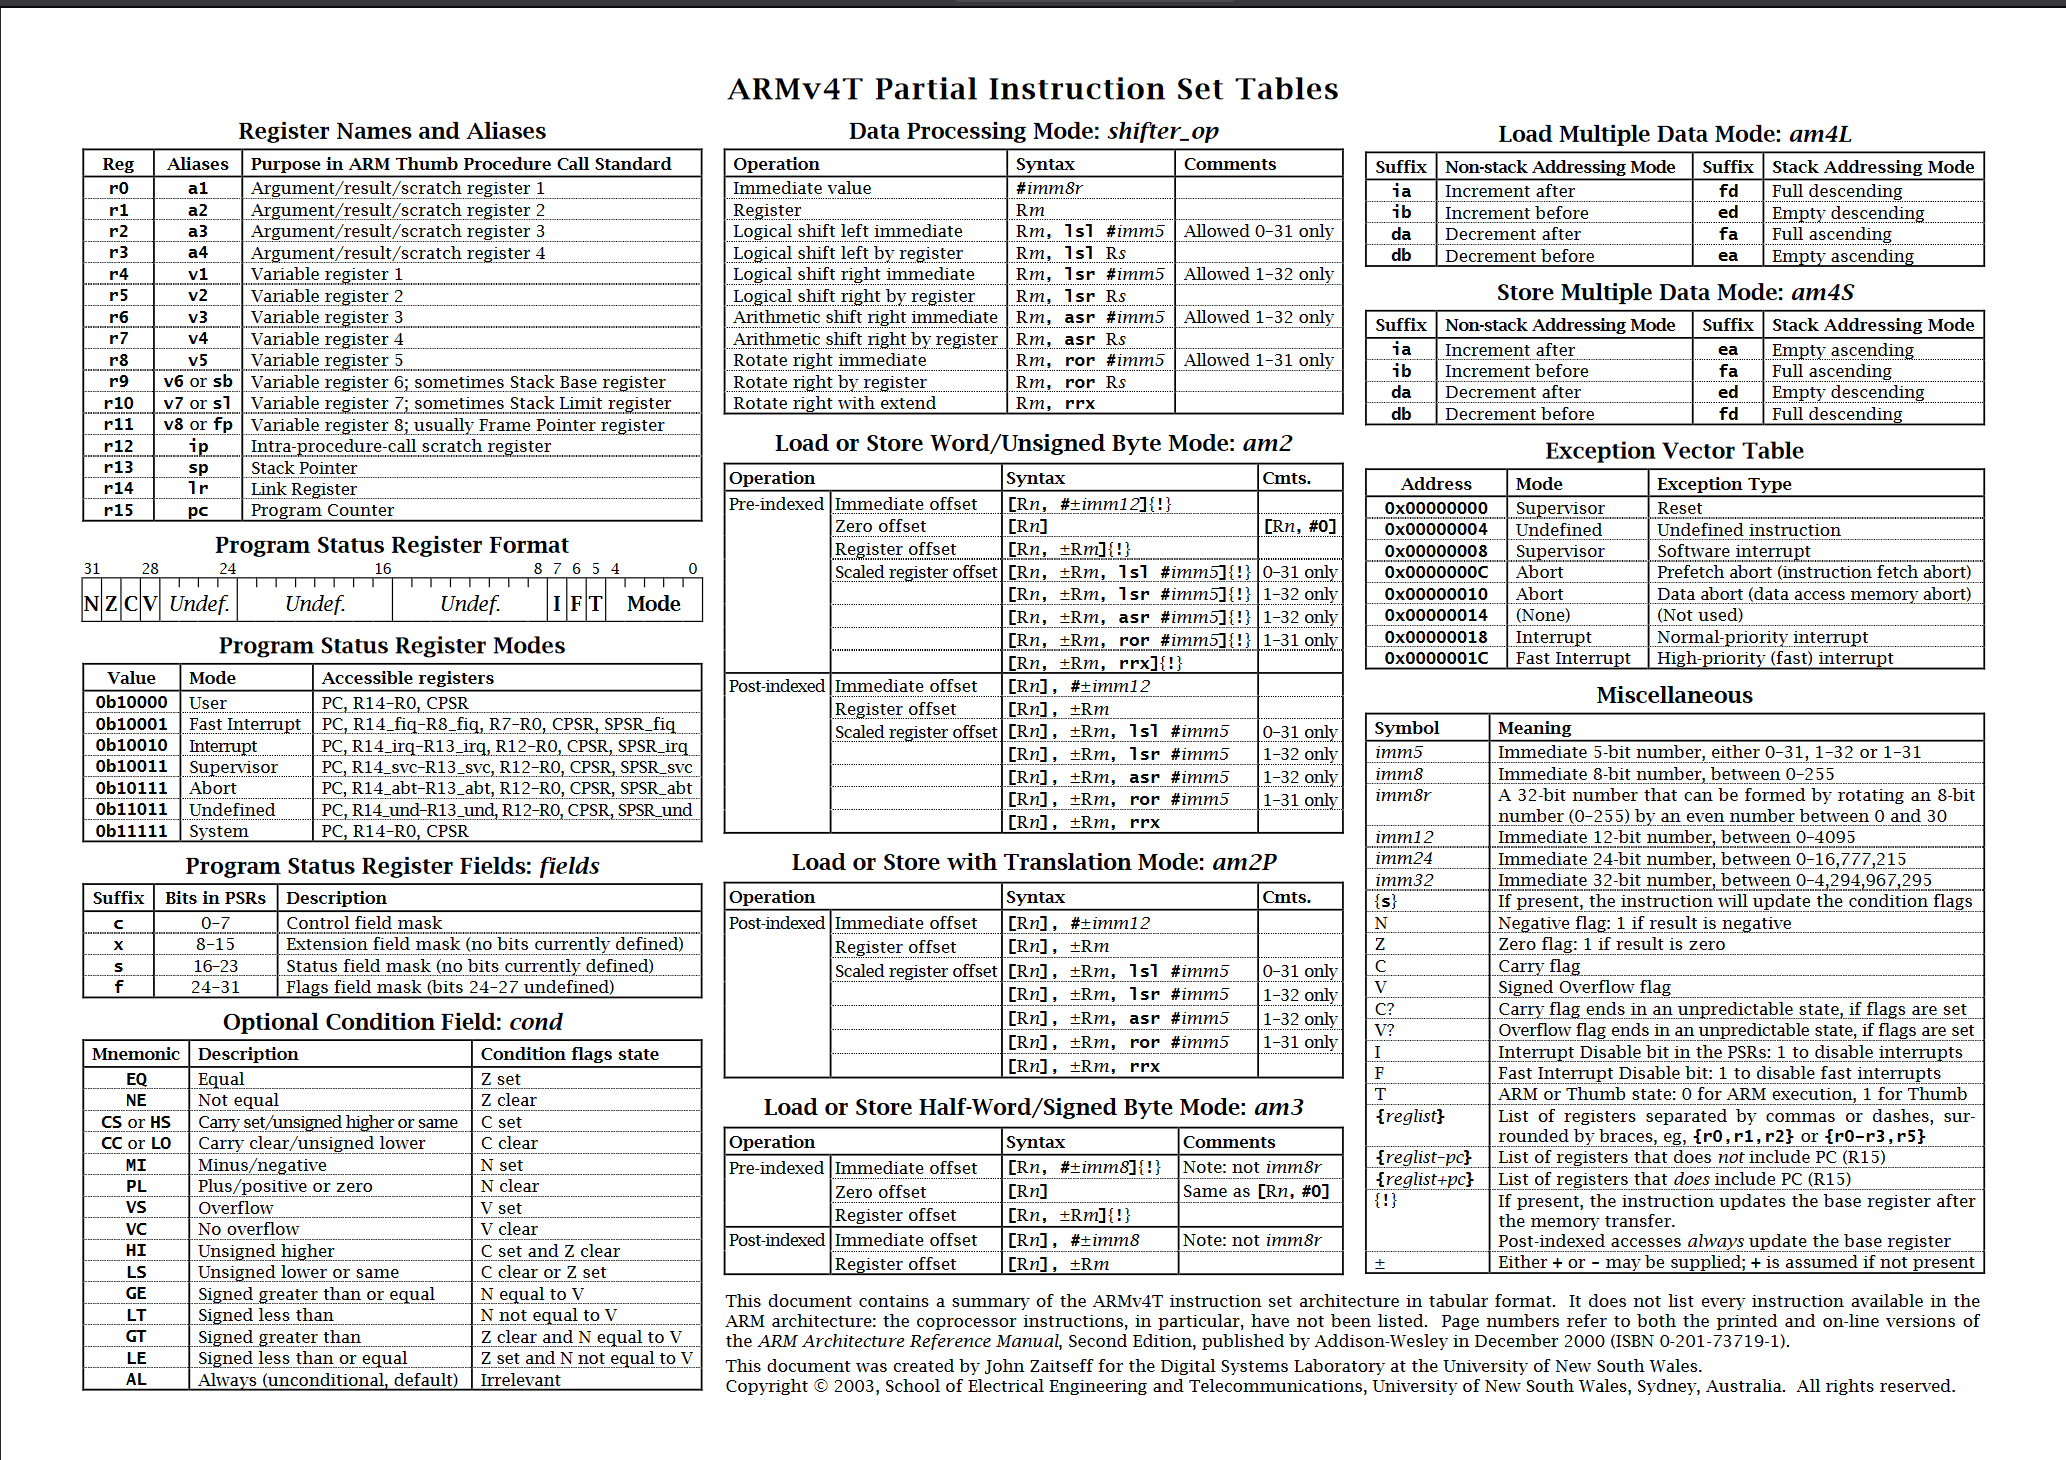 ARMv4T Partial Instruction Set Tables
Register Names and Aliases
Reg Aliases Purpose in ARM Thumb Procedure Call Standard
r0 a1 Argument/result/scratch register 1
r1 a2 Argument/result/scratch register 2
r2 a3 Argument/result/scratch register 3
r3 a4 Argument/result/scratch register 4
r4 v1 Variable register 1
r5 v2 Variable register 2
r6 v3 Variable register 3
r7 v4 Variable register 4
r8 v5 Variable register 5
r9 v6 or sb Variable register 6; sometimes Stack Base register
r10 v7 or sl Variable register 7; sometimes Stack Limit register
r11 v8 or fp Variable register 8; usually Frame Pointer register
r12 ip Intra-procedure-call scratch register
r13 sp Stack Pointer
r14 lr Link Register
r15 pc Program Counter
Program Status Register Format
31 28 24 16 8 7 6 5 4 0
N Z C V Undef. Undef. Undef. I F T Mode
Program Status Register Modes
Value Mode Accessible registers
0b10000 User PC, R14–R0, CPSR
0b10001 Fast Interrupt PC, R14_fiq–R8_fiq, R7–R0, CPSR, SPSR_fiq
0b10010 Interrupt PC, R14_irq–R13_irq, R12–R0, CPSR, SPSR_irq
0b10011 Supervisor PC, R14_svc–R13_svc, R12–R0, CPSR, SPSR_svc
0b10111 Abort PC, R14_abt–R13_abt, R12–R0, CPSR, SPSR_abt
0b11011 Undefined PC, R14_und–R13_und, R12–R0, CPSR, SPSR_und
0b11111 System PC, R14–R0, CPSR
Program Status Register Fields: fields
Suffix Bits in PSRs Description
c 0–7 Control field mask
x 8–15 Extension field mask (no bits currently defined)
s 16–23 Status field mask (no bits currently defined)
f 24–31 Flags field mask (bits 24–27 undefined)
Optional Condition Field: cond
Mnemonic Description Condition flags state
EQ Equal Z set
NE Not equal Z clear
CS or HS Carry set/unsigned higher or same C set
CC or LO Carry clear/unsigned lower C clear
MI Minus/negative N set
PL Plus/positive or zero N clear
VS Overflow V set
VC No overflow V clear
HI Unsigned higher C set and Z clear
LS Unsigned lower or same C clear or Z set
GE Signed greater than or equal N equal to V
LT Signed less than N not equal to V
GT Signed greater than Z clear and N equal to V
LE Signed less than or equal Z set and N not equal to V
AL Always (unconditional, default) Irrelevant
Data Processing Mode: shifter_op
Operation Syntax Comments
Immediate value #imm8r
Register Rm
Logical shift left immediate Rm, lsl #imm5 Allowed 0–31 only
Logical shift left by register Rm, lsl Rs
Logical shift right immediate Rm, lsr #imm5 Allowed 1–32 only
Logical shift right by register Rm, lsr Rs
Arithmetic shift right immediate Rm, asr #imm5 Allowed 1–32 only
Arithmetic shift right by register Rm, asr Rs
Rotate right immediate Rm, ror #imm5 Allowed 1–31 only
Rotate right by register Rm, ror Rs
Rotate right with extend Rm, rrx
Load or Store Word/Unsigned Byte Mode: am2
Operation Syntax Cmts.
Pre-indexed Immediate offset [Rn, #±imm12]{!}
Zero offset [Rn] [Rn, #0]
Register offset [Rn, ±Rm]{!}
Scaled register offset [Rn, ±Rm, lsl #imm5]{!} 0–31 only
[Rn, ±Rm, lsr #imm5]{!} 1–32 only
[Rn, ±Rm, asr #imm5]{!} 1–32 only
[Rn, ±Rm, ror #imm5]{!} 1–31 only
[Rn, ±Rm, rrx]{!}
Post-indexed Immediate offset [Rn], #±imm12
Register offset [Rn], ±Rm
Scaled register offset [Rn], ±Rm, lsl #imm5 0–31 only
[Rn], ±Rm, lsr #imm5 1–32 only
[Rn], ±Rm, asr #imm5 1–32 only
[Rn], ±Rm, ror #imm5 1–31 only
[Rn], ±Rm, rrx
Load or Store with Translation Mode: am2P
Operation Syntax Cmts.
Post-indexed Immediate offset [Rn], #±imm12
Register offset [Rn], ±Rm
Scaled register offset [Rn], ±Rm, lsl #imm5 0–31 only
[Rn], ±Rm, lsr #imm5 1–32 only
[Rn], ±Rm, asr #imm5 1–32 only
[Rn], ±Rm, ror #imm5 1–31 only
[Rn], ±Rm, rrx
Load or Store Half-Word/Signed Byte Mode: am3
Operation Syntax Comments
Pre-indexed Immediate offset [Rn, #±imm8]{!} Note: not imm8r
Zero offset [Rn] Same as [Rn, #0]
Register offset [Rn, ±Rm]{!}
Post-indexed Immediate offset [Rn], #±imm8 Note: not imm8r
Register offset [Rn], ±Rm
Load Multiple Data Mode: am4L
Suffix Non-stack Addressing Mode Suffix Stack Addressing Mode
ia Increment after fd Full descending
ib Increment before ed Empty descending
da Decrement after fa Full ascending
db Decrement before ea Empty ascending
Store Multiple Data Mode: am4S
Suffix Non-stack Addressing Mode Suffix Stack Addressing Mode
ia Increment after ea Empty ascending
ib Increment before fa Full ascending
da Decrement after ed Empty descending
db Decrement before fd Full descending
Exception Vector Table
Address Mode Exception Type
0x00000000 Supervisor Reset
0x00000004 Undefined Undefined instruction
0x00000008 Supervisor Software interrupt
0x0000000C Abort Prefetch abort (instruction fetch abort)
0x00000010 Abort Data abort (data access memory abort)
0x00000014 (None) (Not used)
0x00000018 Interrupt Normal-priority interrupt
0x0000001C Fast Interrupt High-priority (fast) interrupt
Miscellaneous
Symbol Meaning
imm5 Immediate 5-bit number, either 0–31, 1–32 or 1–31
imm8 Immediate 8-bit number, between 0–255
imm8r A 32-bit number that can be formed by rotating an 8-bit
number (0–255) by an even number between 0 and 30
imm12 Immediate 12-bit number, between 0–4095
imm24 Immediate 24-bit number, between 0–16,777,215
imm32 Immediate 32-bit number, between 0–4,294,967,295
{s} If present, the instruction will update the condition flags
N Negative flag: 1 if result is negative
Z Zero flag: 1 if result is zero
C Carry flag
V Signed Overflow flag
C? Carry flag ends in an unpredictable state, if flags are set
V? Overflow flag ends in an unpredictable state, if flags are set
I Interrupt Disable bit in the PSRs: 1 to disable interrupts
F Fast Interrupt Disable bit: 1 to disable fast interrupts
T ARM or Thumb state: 0 for ARM execution, 1 for Thumb
{reglist} List of registers separated by commas or dashes, sur-
rounded by braces, eg, {r0,r1,r2} or {r0–r3,r5}
{reglist–pc} List of registers that does not include PC (R15)
{reglist+pc} List of registers that does include PC (R15)
{!} If present, the instruction updates the base register after
the memory transfer.
Post-indexed accesses always update the base register
± Either + or – may be supplied; + is assumed if not present
This document contains a summary of the ARMv4T instruction set architecture in tabular format. It does not list every instruction available in the
ARM architecture: the coprocessor instructions, in particular, have not been listed. Page numbers refer to both the printed and on-line versions of
the ARM Architecture Reference Manual, Second Edition, published by Addison-Wesley in December 2000 (ISBN 0-201-73719-1).
This document was created by John Zaitseff for the Digital Systems Laboratory at the University of New South Wales.
Copyright © 2003, School of Electrical Engineering and Telecommunications, University of New South Wales, Sydney, Australia. All rights reserved.